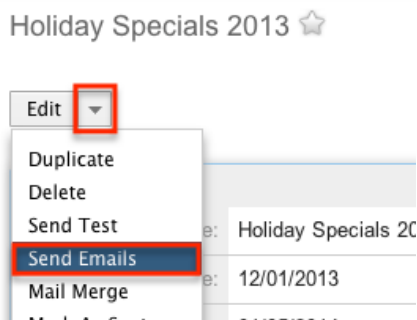 Holiday Specials 2013
Edit
Duplicate
Delete
Send Test
e: Holiday Specials 20
Send Emails
e: 12/01/2013
Mail Merge